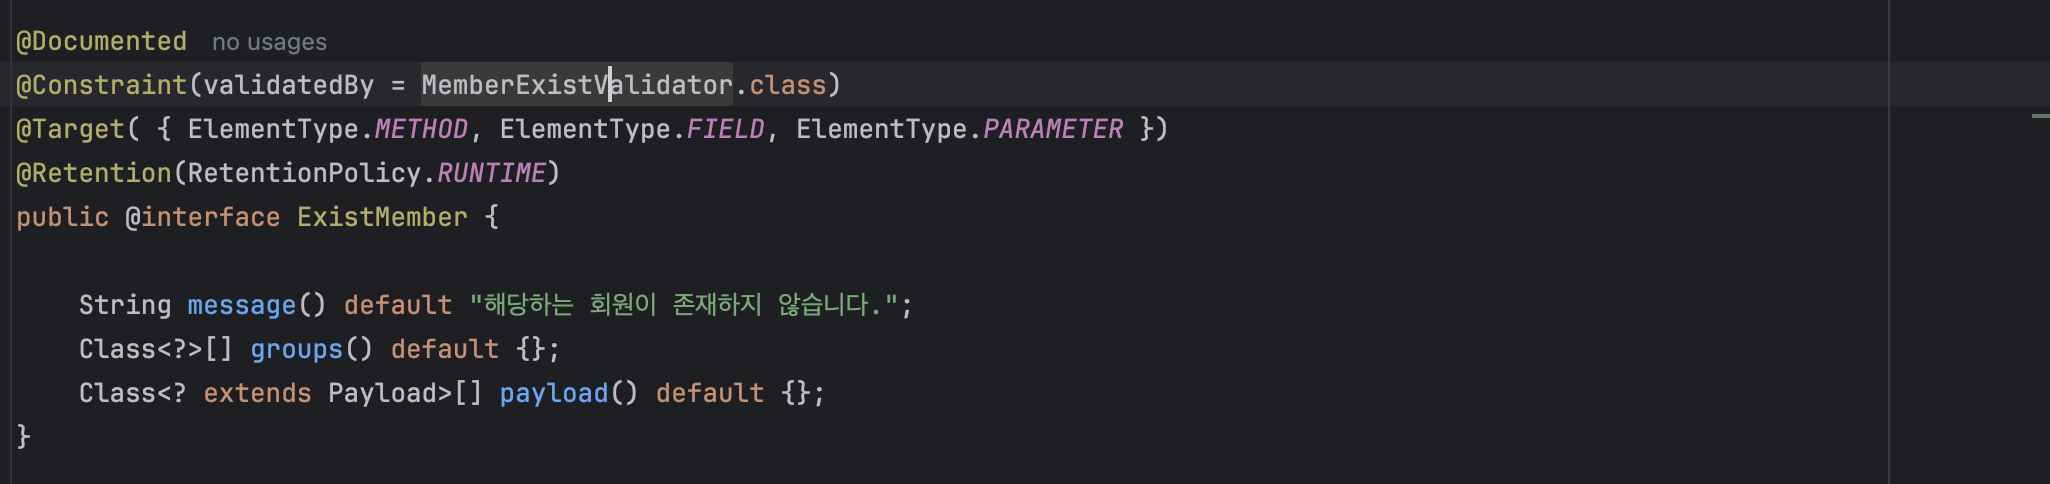 @Documented no usages
@Constraint(validatedBy = MemberExistValidator.class)
@Target( { ElementType.METHOD, ElementType.FIELD, ElementType.PARAMETER })
@Retention(RetentionPolicy.RUNTIME)
public @interface ExistMember {
String message() default "해당하는 회원이 존재하지 않습니다.";
Class<?>[] groups() default {};
Class<? extends Payload>[] payload() default {};
}